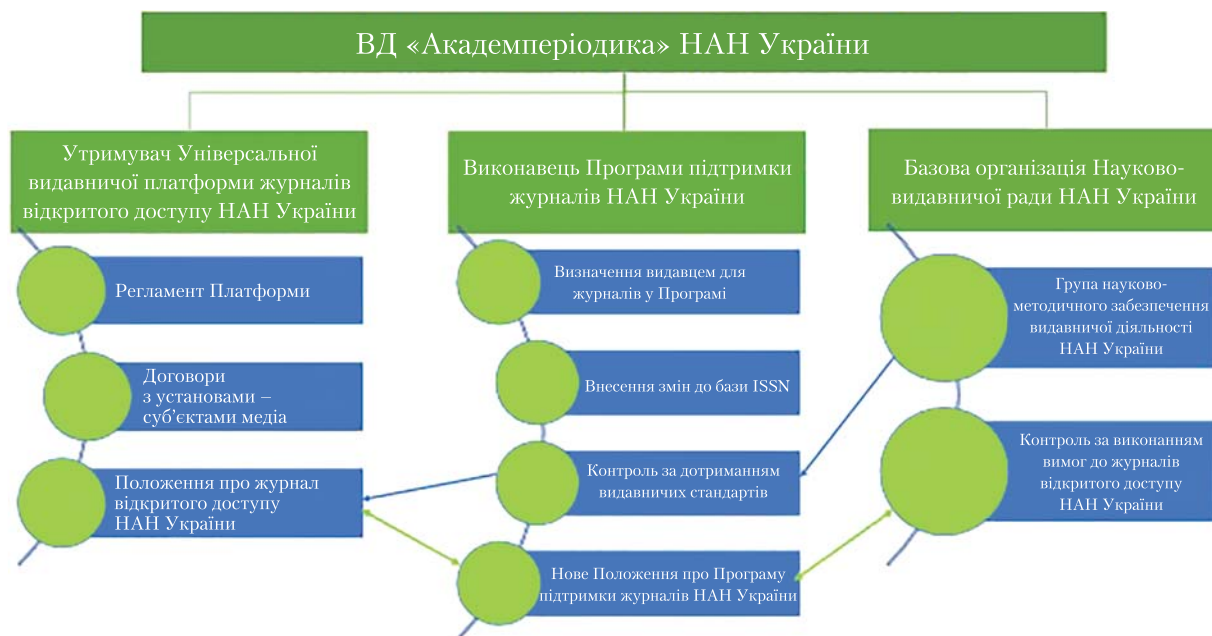 ВД «Академперіодика» НАН України
Утримувач Універсальної
видавничої платформи журналів
відкритого доступу НАН України
Регламент Платформи
Договори
з установами –
суб’єктами медіа
Положення про журнал
відкритого доступу
НАН України
Виконавець Програми підтримки
журналів НАН України
Визначення видавцем для
журналів у Програмі
Внесення змін до бази ISSN
Контроль за дотриманням
видавничих стандартів
Нове Положення про Програму
підтримки журналів НАН України
Базова організація Науково-
видавничої ради НАН України
Група науково-
методичного забезпечення
видавничої діяльності
НАН України
Контроль за виконанням
вимог до журналів
відкритого доступу
НАН України